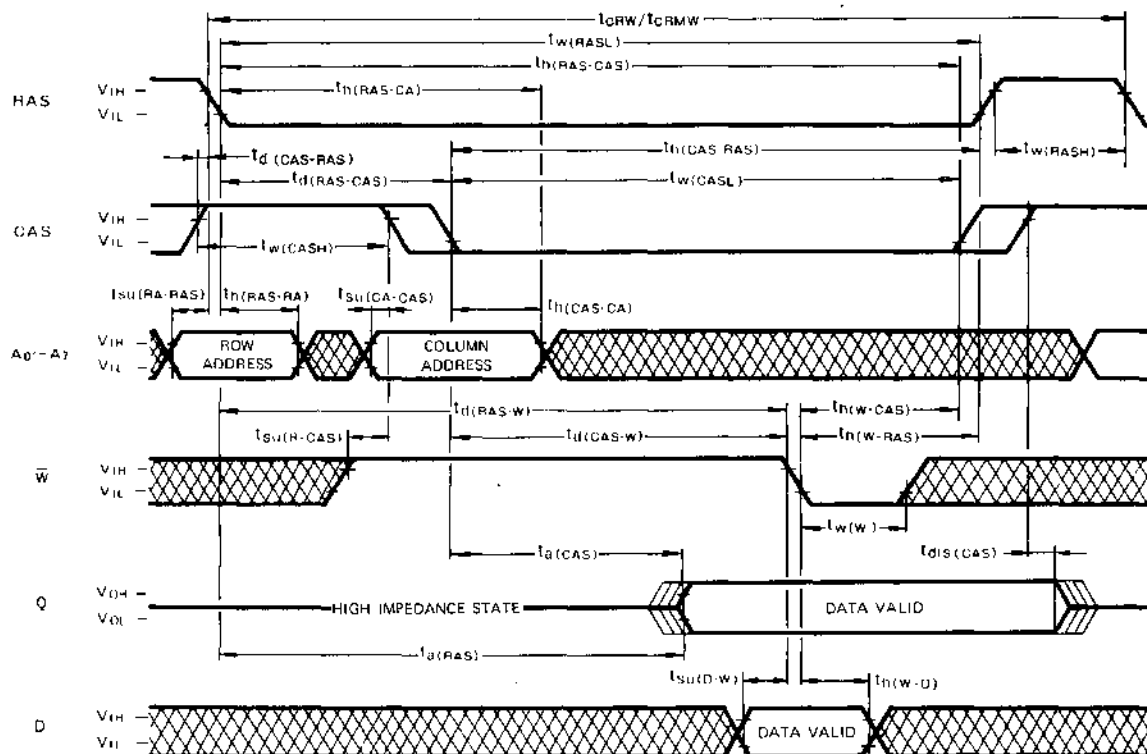 tCRW/tCRMW
tw(RASL)
th(RAS-CAS)
RAS
VIH
VIL
th(RAS-CA)
td(CAS-RAS)
th(CAS-RAS)
tw(RASH)
td(RAS-CAS)
tw(CASL)
CAS
VIH
VIL
tw(CASH)
tsu(RA-RAS)
th(RAS-RA)
tsu(CA-CAS)
th(CAS-CA)
A0~A7
VIH
VIL
ROW
ADDRESS
COLUMN
ADDRESS
td(RAS-W)
th(W-CAS)
tsu(R-CAS)
td(CAS-W)
th(W-RAS)
W
VIH
VIL
tw(W)
ta(CAS)
tdis(CAS)
Q
VOH
VOL
HIGH IMPEDANCE STATE
DATA VALID
ta(RAS)
tsu(D-W)
th(W-D)
D
VIH
VIL
DATA VALID